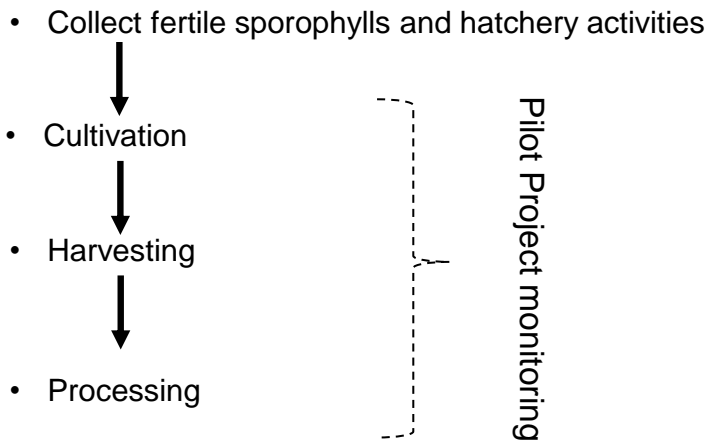 • Collect fertile sporophylls and hatchery activities
• Cultivation
• Harvesting
• Processing
Pilot Project monitoring